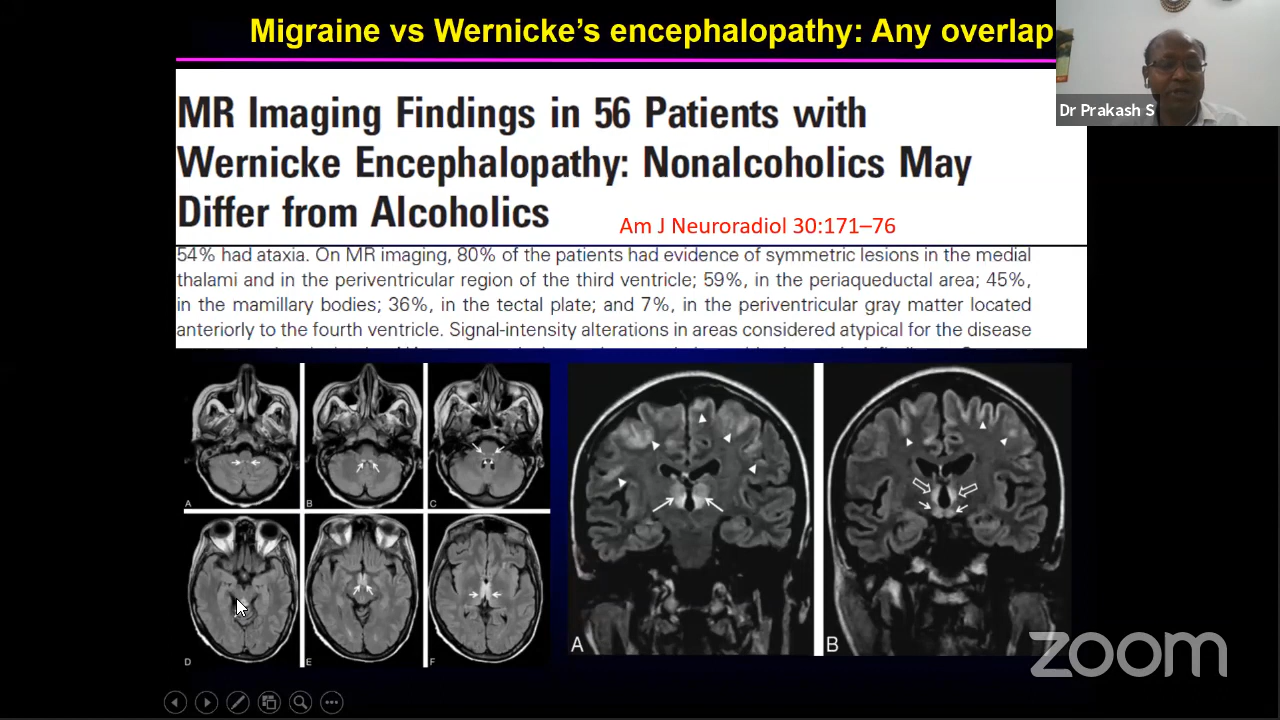 Migraine vs Wernicke's encephalopathy: Any overlap
Dr Prakash S
MR Imaging Findings in 56 Patients with
Wernicke Encephalopathy: Nonalcoholics May
Differ from Alcoholics
Am J Neuroradiol 30:171–76
54% had ataxia. On MR imaging, 80% of the patients had evidence of symmetric lesions in the medial
thalami and in the periventricular region of the third ventricle; 59%, in the periaqueductal area; 45%,
in the mamillary bodies; 36%, in the tectal plate; and 7%, in the periventricular gray matter located
anteriorly to the fourth ventricle. Signal-intensity alterations in areas considered atypical for the disease
A
B
C
D
E
F
A
B
zoom